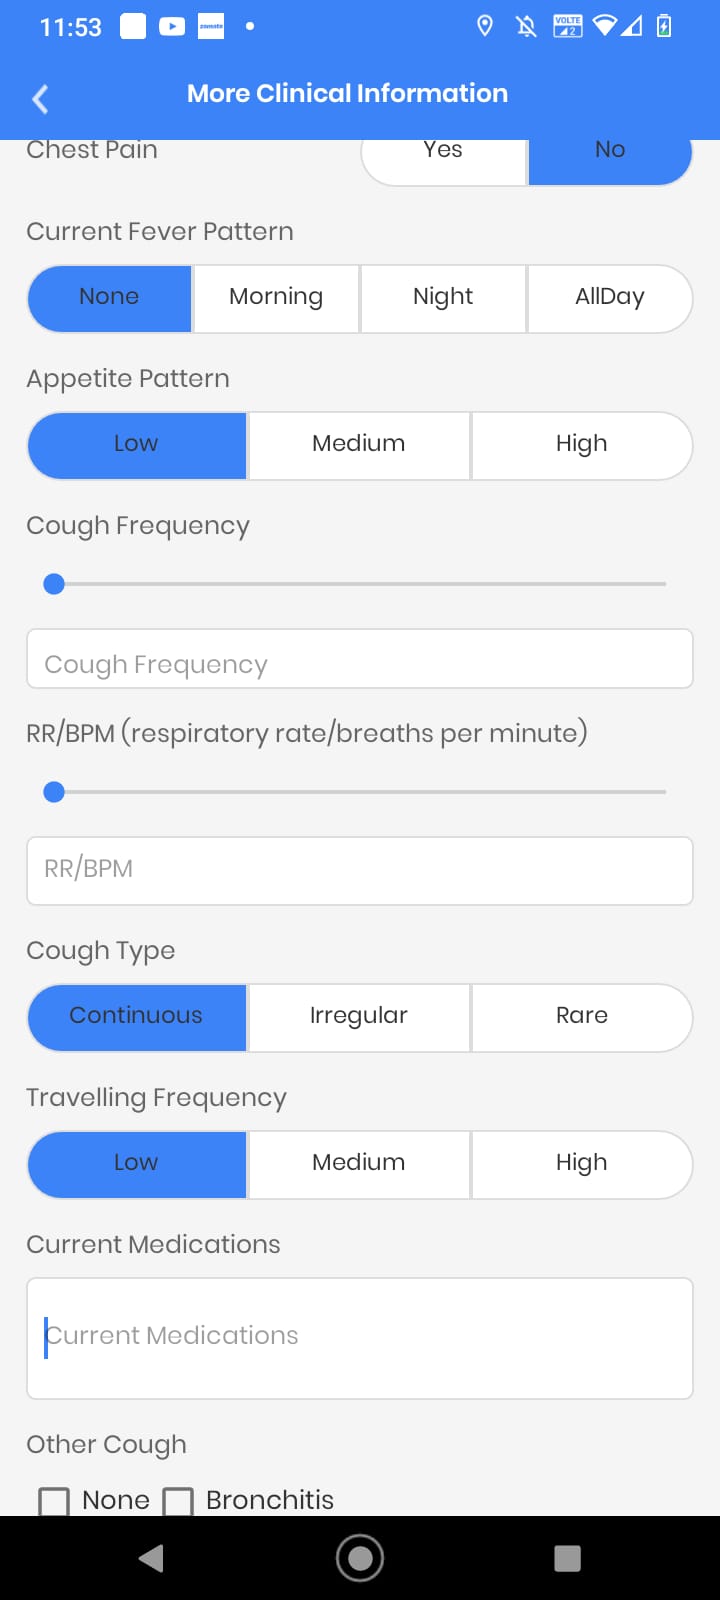 11:53
VOLTE
2
More Clinical Information
Chest Pain
Yes No
Current Fever Pattern
None Morning Night AllDay
Appetite Pattern
Low Medium High
Cough Frequency
Cough Frequency
RR/BPM (respiratory rate/breaths per minute)
RR/BPM
Cough Type
Continuous Irregular Rare
Travelling Frequency
Low Medium High
Current Medications
Current Medications
Other Cough
None Bronchitis